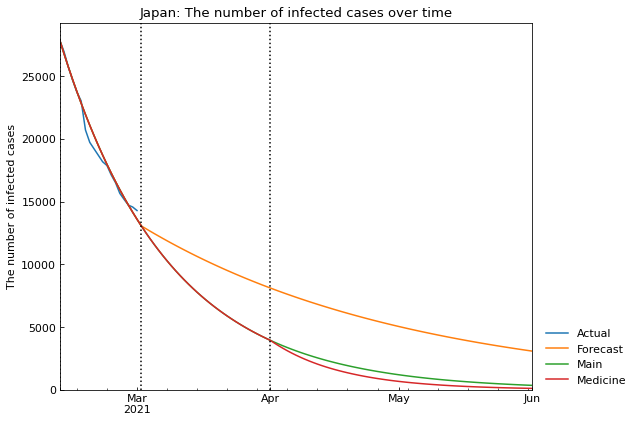 Japan: The number of infected cases over time
The number of infected cases
25000
20000
15000
10000
5000
0
Mar
2021
Apr
May
Jun
Actual
Forecast
Main
Medicine